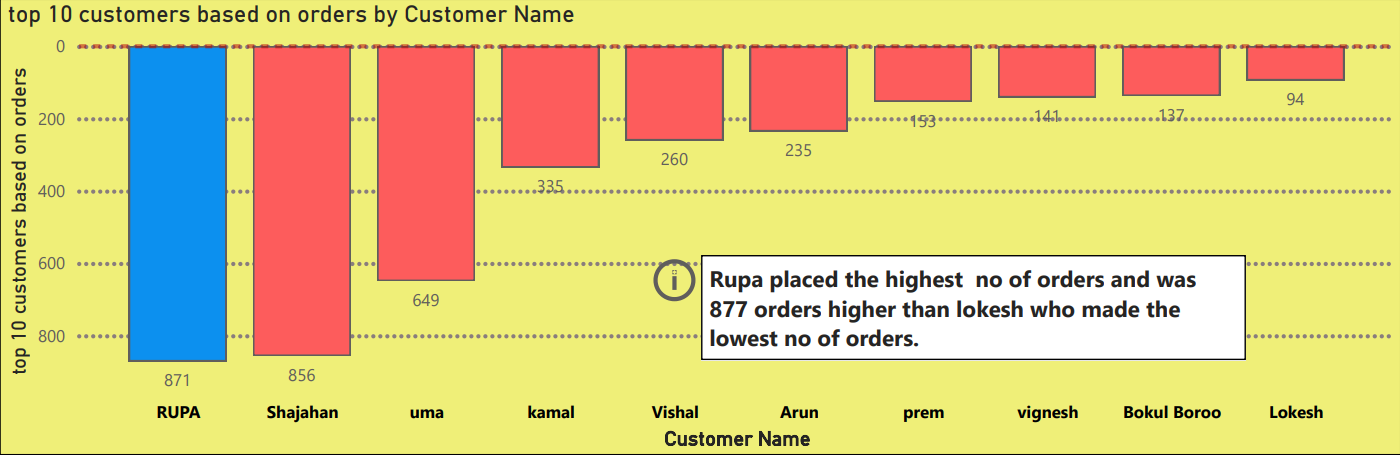 top 10 customers based on orders by Customer Name
top 10 customers based on orders
0
200
400
600
800
871
856
649
335
260
235
153
141
137
94
i
Rupa placed the highest  no of orders and was
877 orders higher than lokesh who made the
lowest no of orders.
RUPA Shajahan uma kamal Vishal Arun prem vignesh Bokul Boroo Lokesh
Customer Name